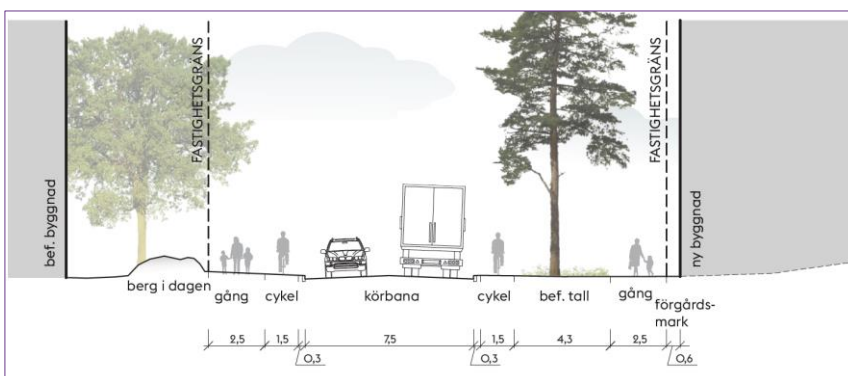 bef. byggnad
FASTIGHETSGRÄNS
FASTIGHETSGRÄNS
ny byggnad
berg i dagen
gång
cykel
körbana
cykel
bef. tall
gång
förgårds-
mark
2,5
1,5
0,3
7,5
0,3
1,5
4,3
2,5
0,6